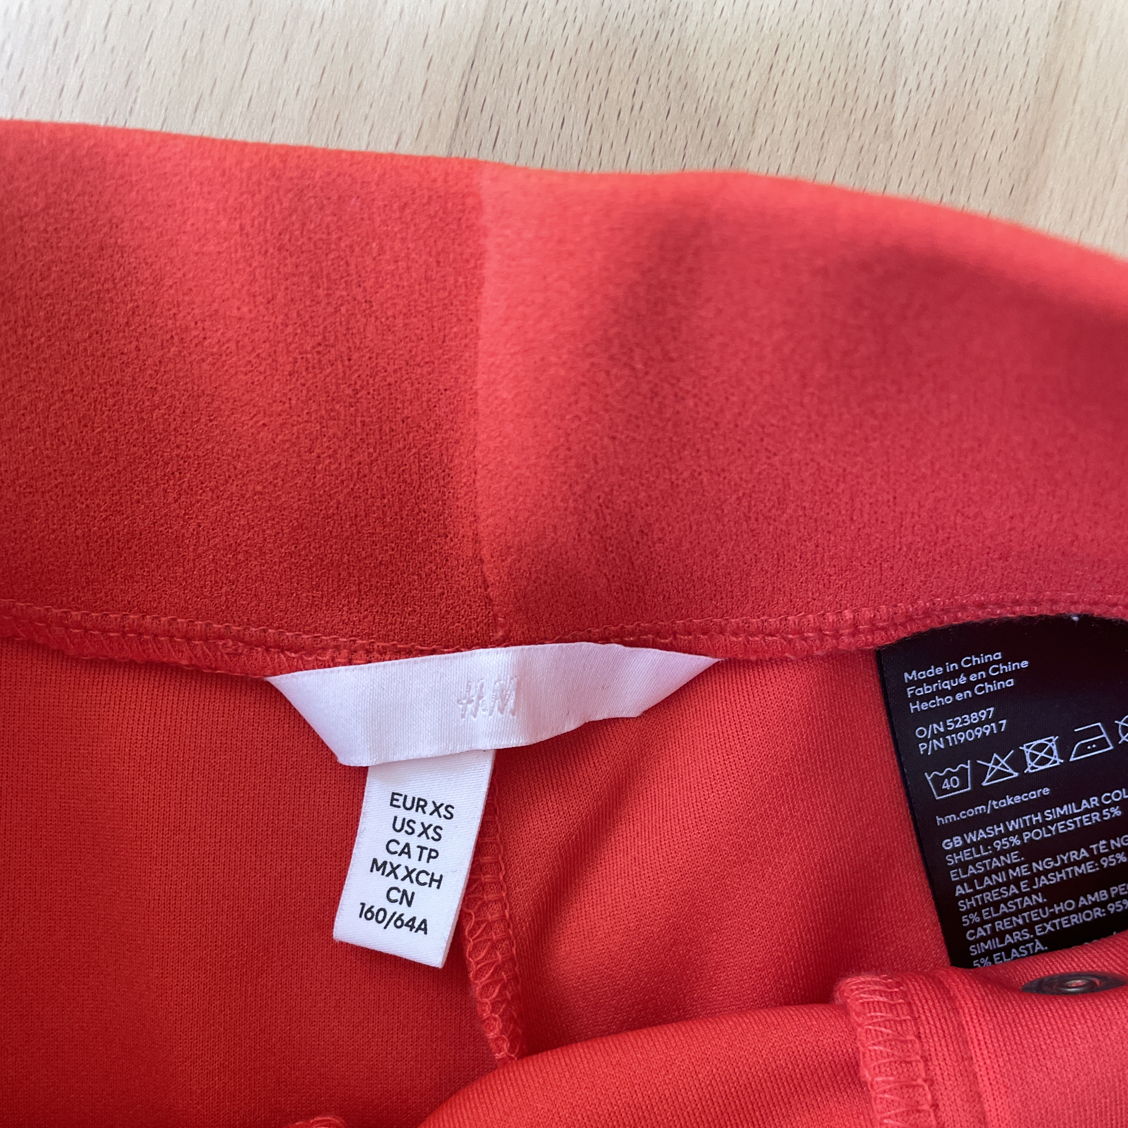 H&M
EUR XS
US XS
CA TP
MX XCH
CN
160/64A
Made in China
Fabriqué en Chine
Hecho en China
O/N 523897
P/N 11909917
40
hm.com/takecare
GB WASH WITH SIMILAR COL
SHELL: 95% POLYESTER 5%
ELASTANE.
AL LANI ME NGJYRA TË NG
SHTRESA E JASHTME: 95%
5% ELASTAN.
CAT RENTEU-HO AMB PE
SIMILARS. EXTERIOR: 95%
5% ELASTÀ.